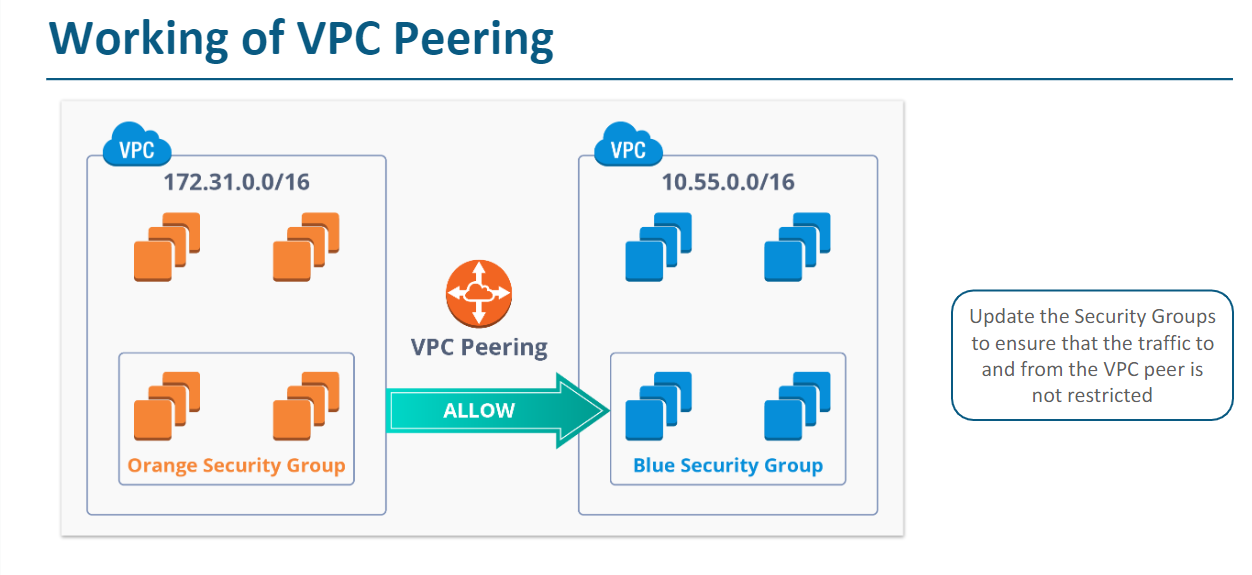 Working of VPC Peering
VPC
172.31.0.0/16
VPC
10.55.0.0/16
VPC Peering
ALLOW
Orange Security Group
Blue Security Group
Update the Security Groups
to ensure that the traffic to
and from the VPC peer is
not restricted